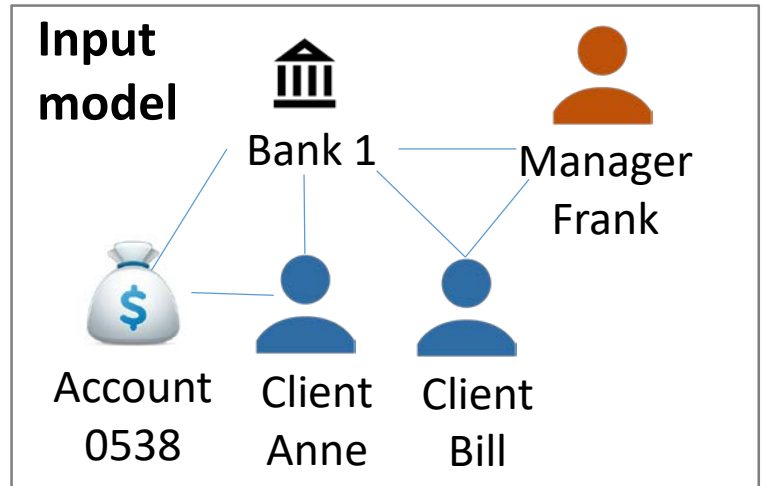 Input
model
Bank 1
Manager
Frank
$
Account
0538
Client
Anne
Client
Bill